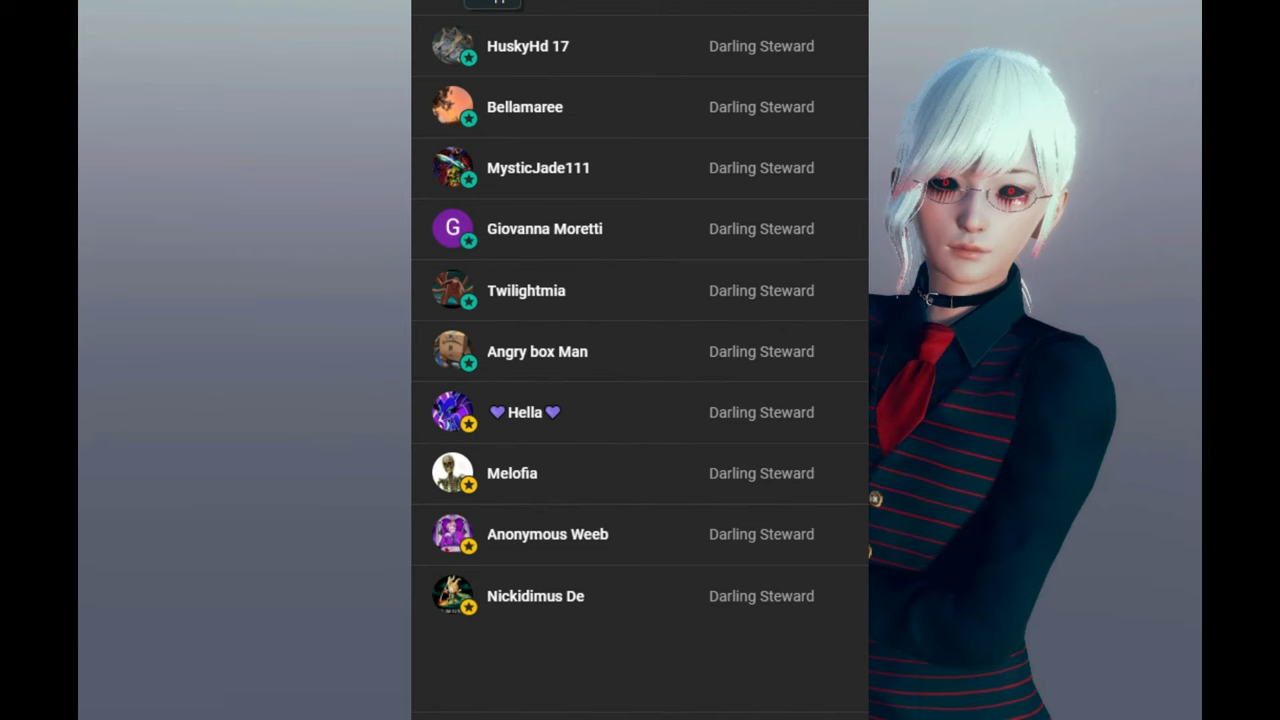 HuskyHd 17 Darling Steward
Bellamaree Darling Steward
MysticJade111 Darling Steward
G Giovanna Moretti Darling Steward
Twilightmia Darling Steward
Angry box Man Darling Steward
💜Hella💜 Darling Steward
Melofia Darling Steward
Anonymous Weeb Darling Steward
Nickidimus De Darling Steward